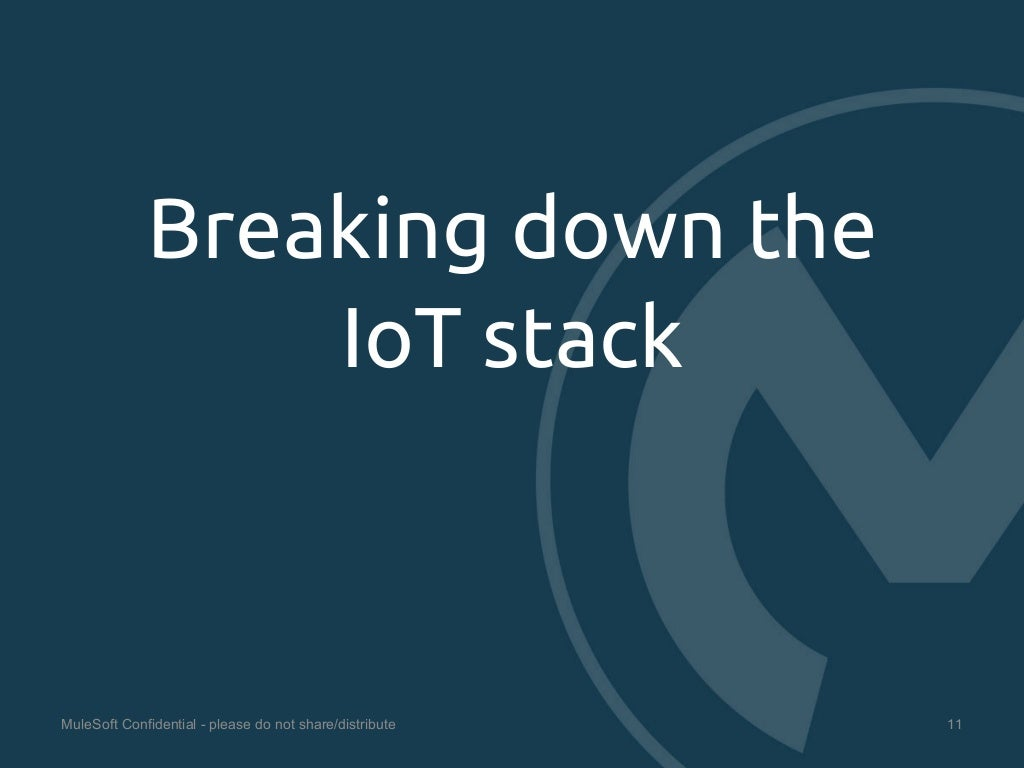 Breaking down the
IoT stack
MuleSoft Confidential - please do not share/distribute
11